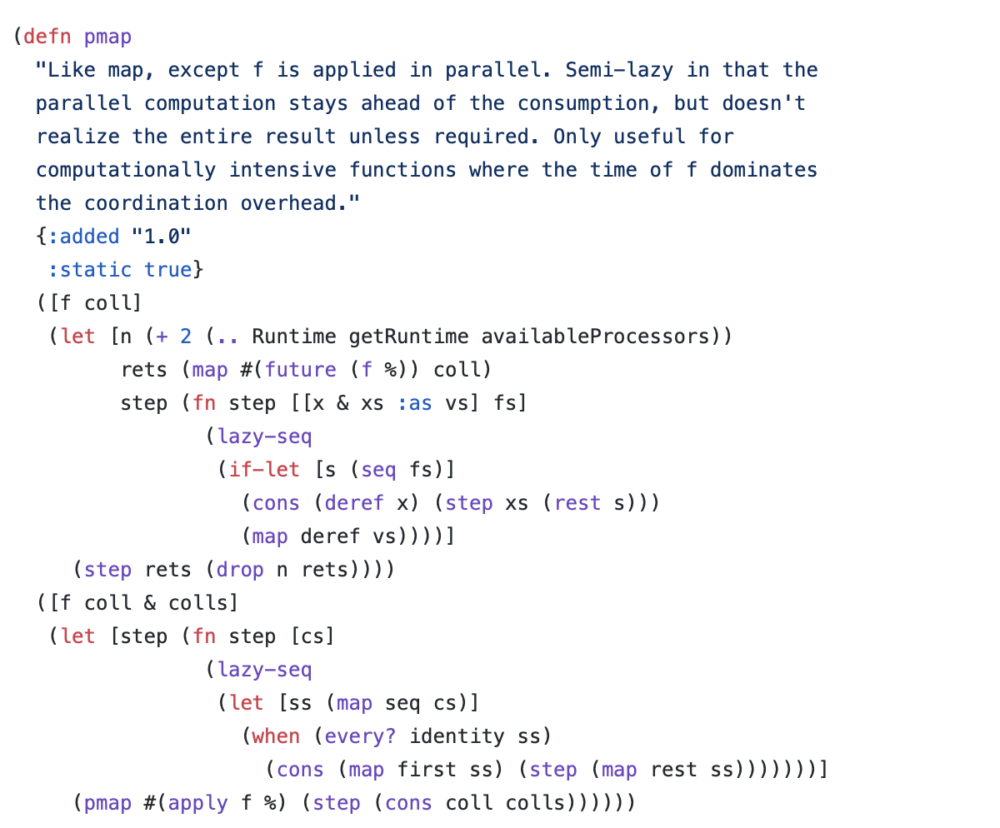 (defn pmap
  "Like map, except f is applied in parallel. Semi-lazy in that the
  parallel computation stays ahead of the consumption, but doesn't
  realize the entire result unless required. Only useful for
  computationally intensive functions where the time of f dominates
  the coordination overhead."
  {:added "1.0"
   :static true}
  ([f coll]
   (let [n (+ 2 (.. Runtime getRuntime availableProcessors))
         rets (map #(future (f %)) coll)
         step (fn step [[x & xs :as vs] fs]
                (lazy-seq
                 (if-let [s (seq fs)]
                   (cons (deref x) (step xs (rest s)))
                   (map deref vs))))]
     (step rets (drop n rets))))
  ([f coll & colls]
   (let [step (fn step [cs]
                (lazy-seq
                 (let [ss (map seq cs)]
                   (when (every? identity ss)
                     (cons (map first ss) (step (map rest ss)))))))]
     (pmap #(apply f %) (step (cons coll colls))))))